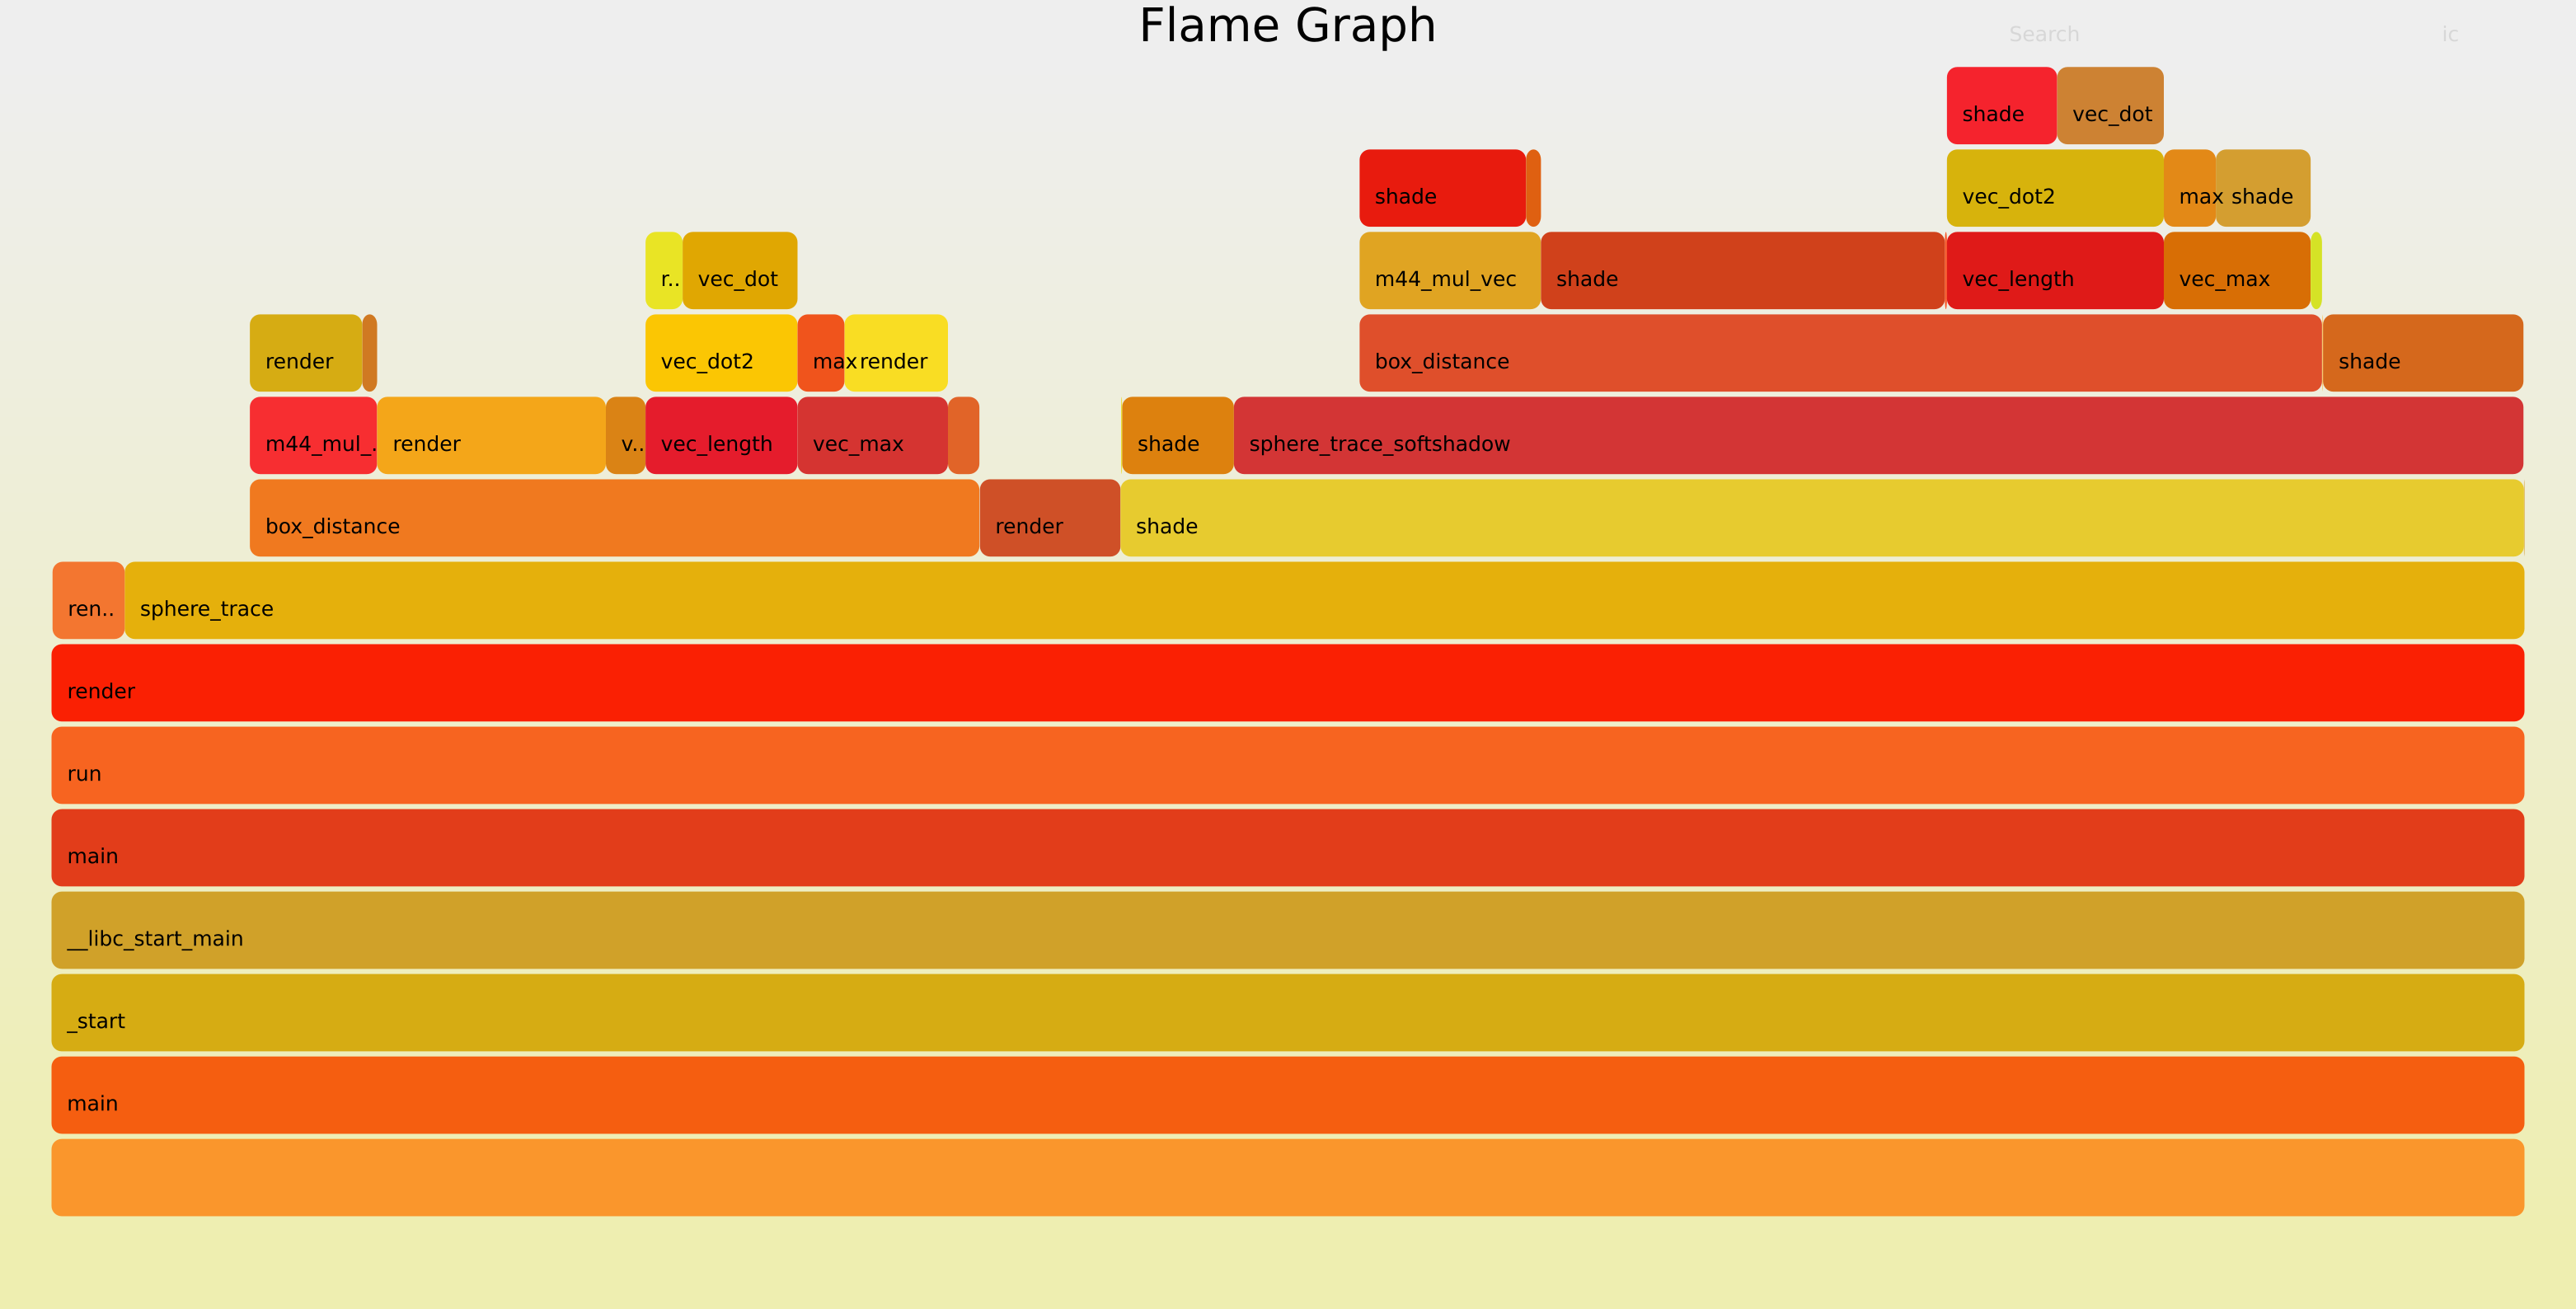 Flame Graph
Search ic
shade vec_dot
shade vec_dot2 max shade
r.. vec_dot m44_mul_vec shade vec_length vec_max
render vec_dot2 max render box_distance shade
m44_mul_. render v.. vec_length vec_max shade sphere_trace_softshadow
box_distance render shade
ren.. sphere_trace
render
run
main
__libc_start_main
_start
main